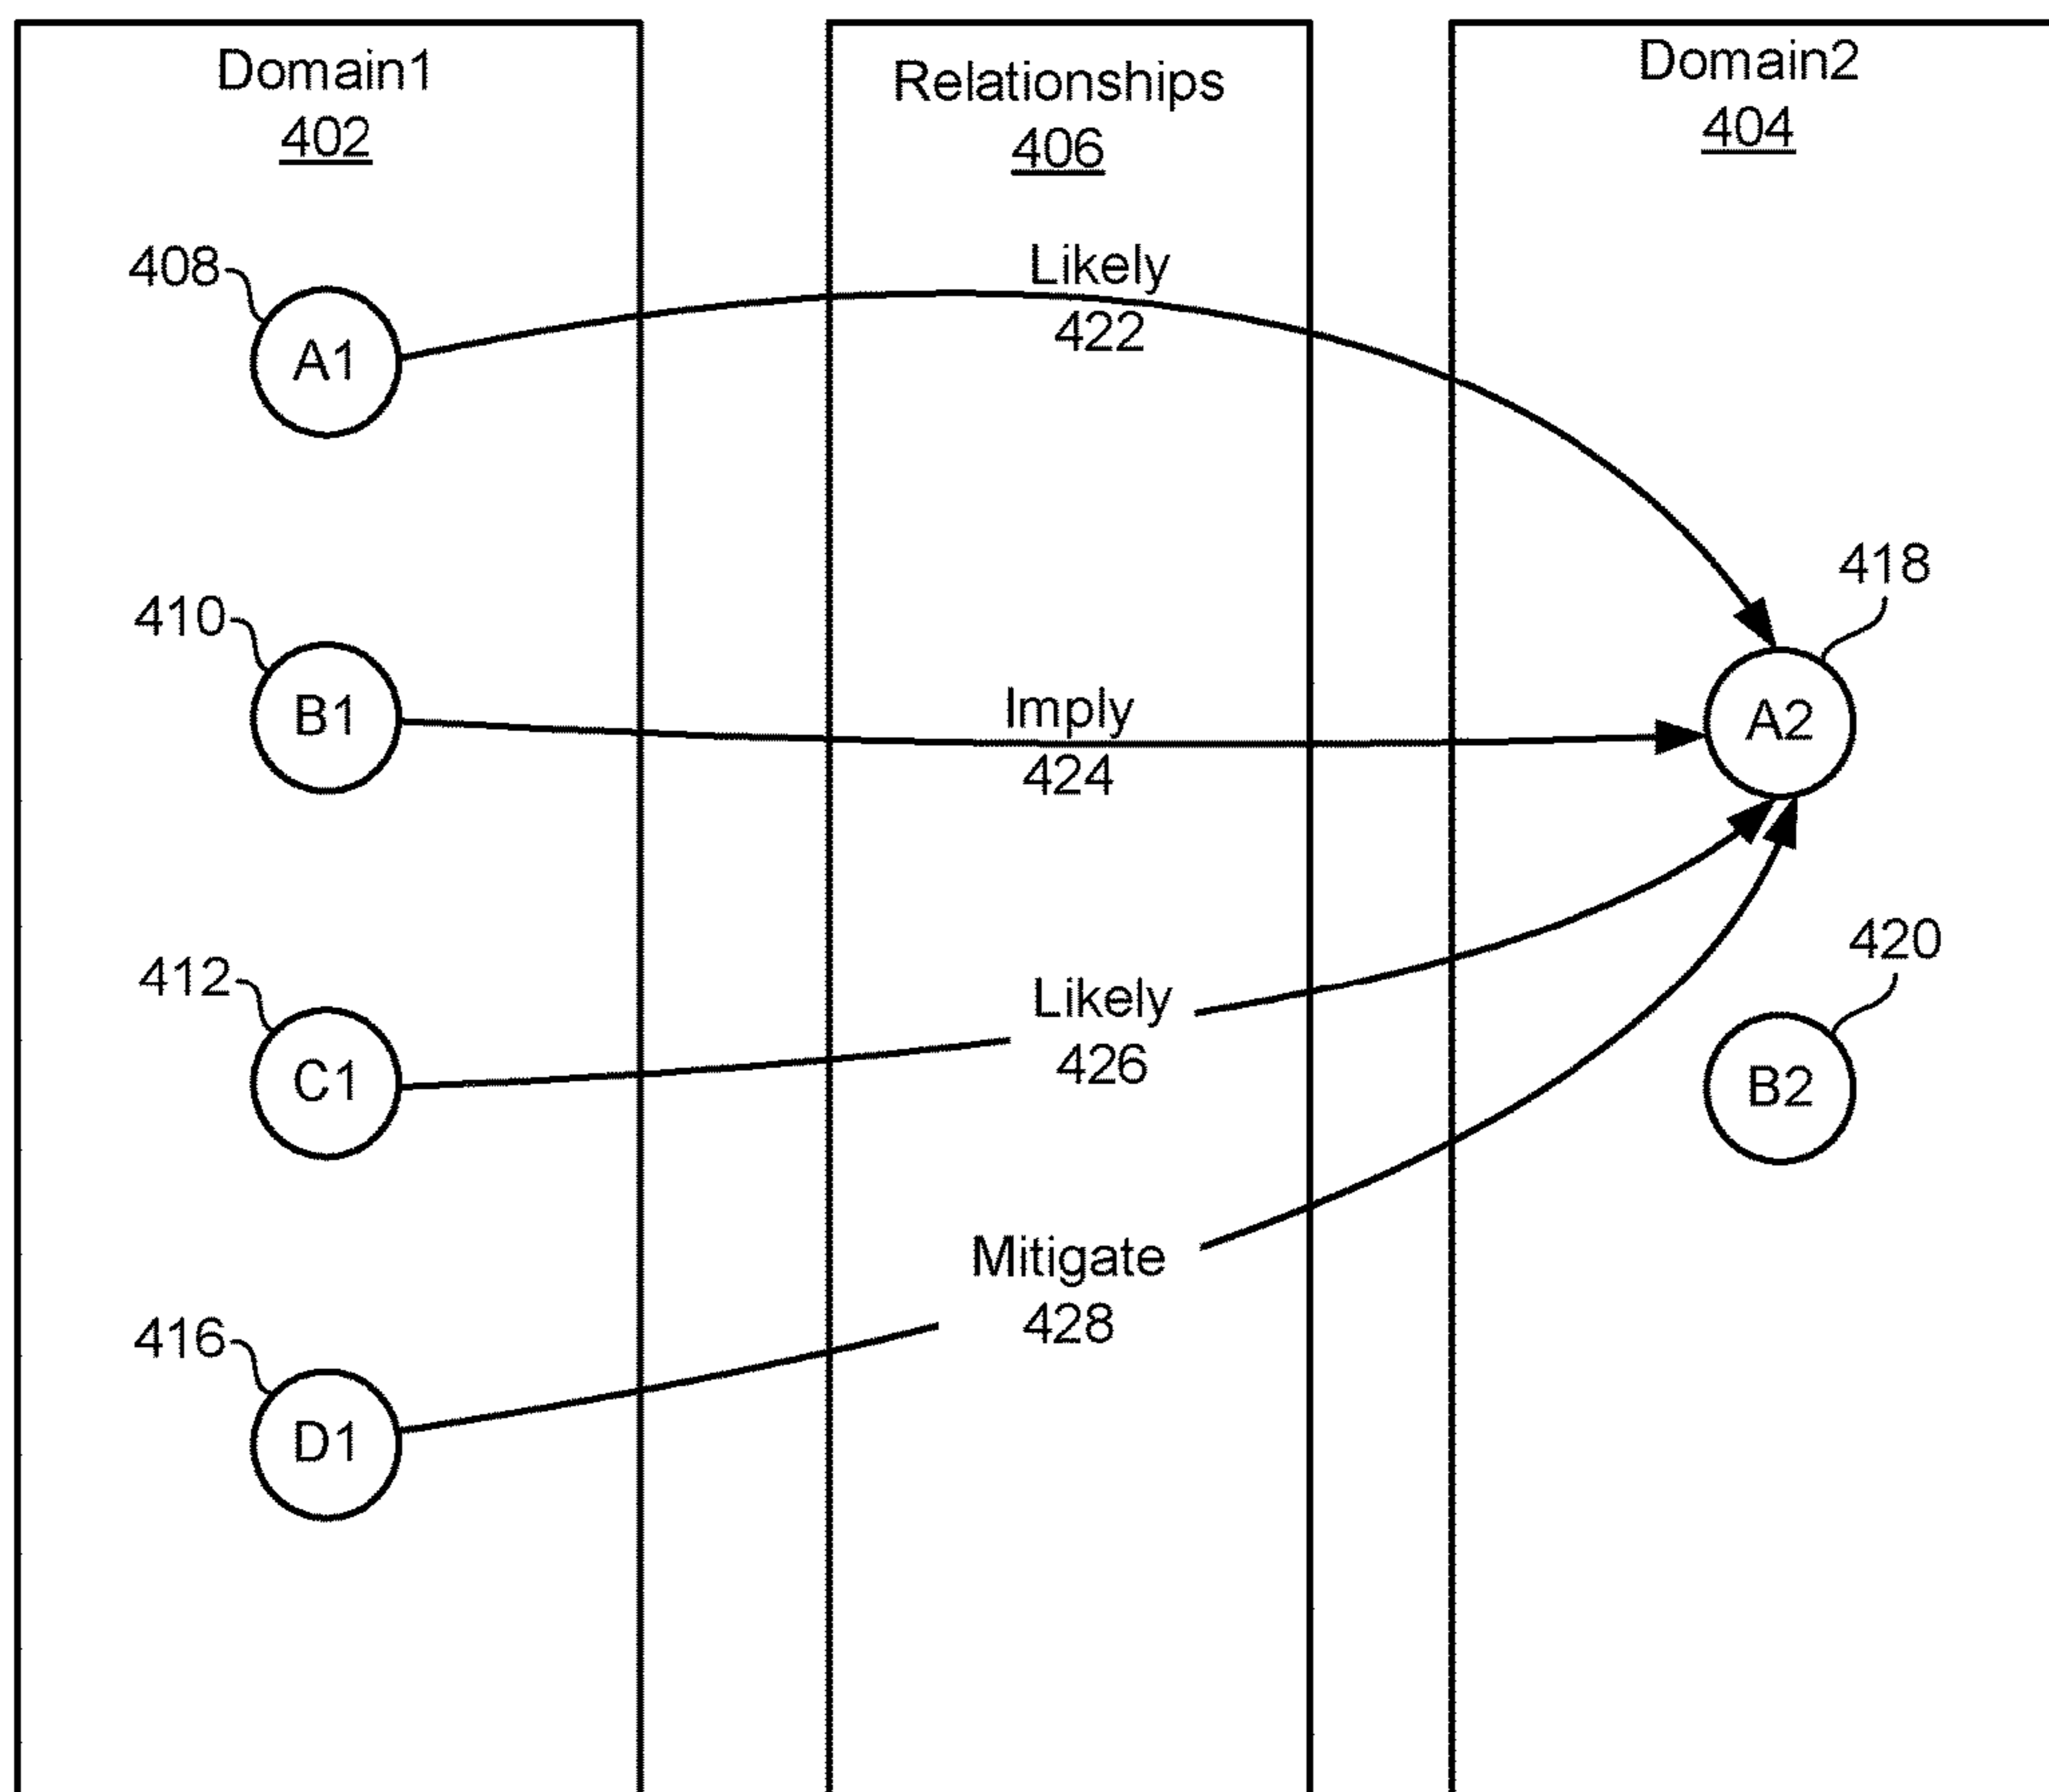 Domain1
402
Relationships
406
Domain2
404
408
A1
Likely
422
410
B1
Imply
424
418
A2
412
C1
Likely
426
420
B2
416
D1
Mitigate
428